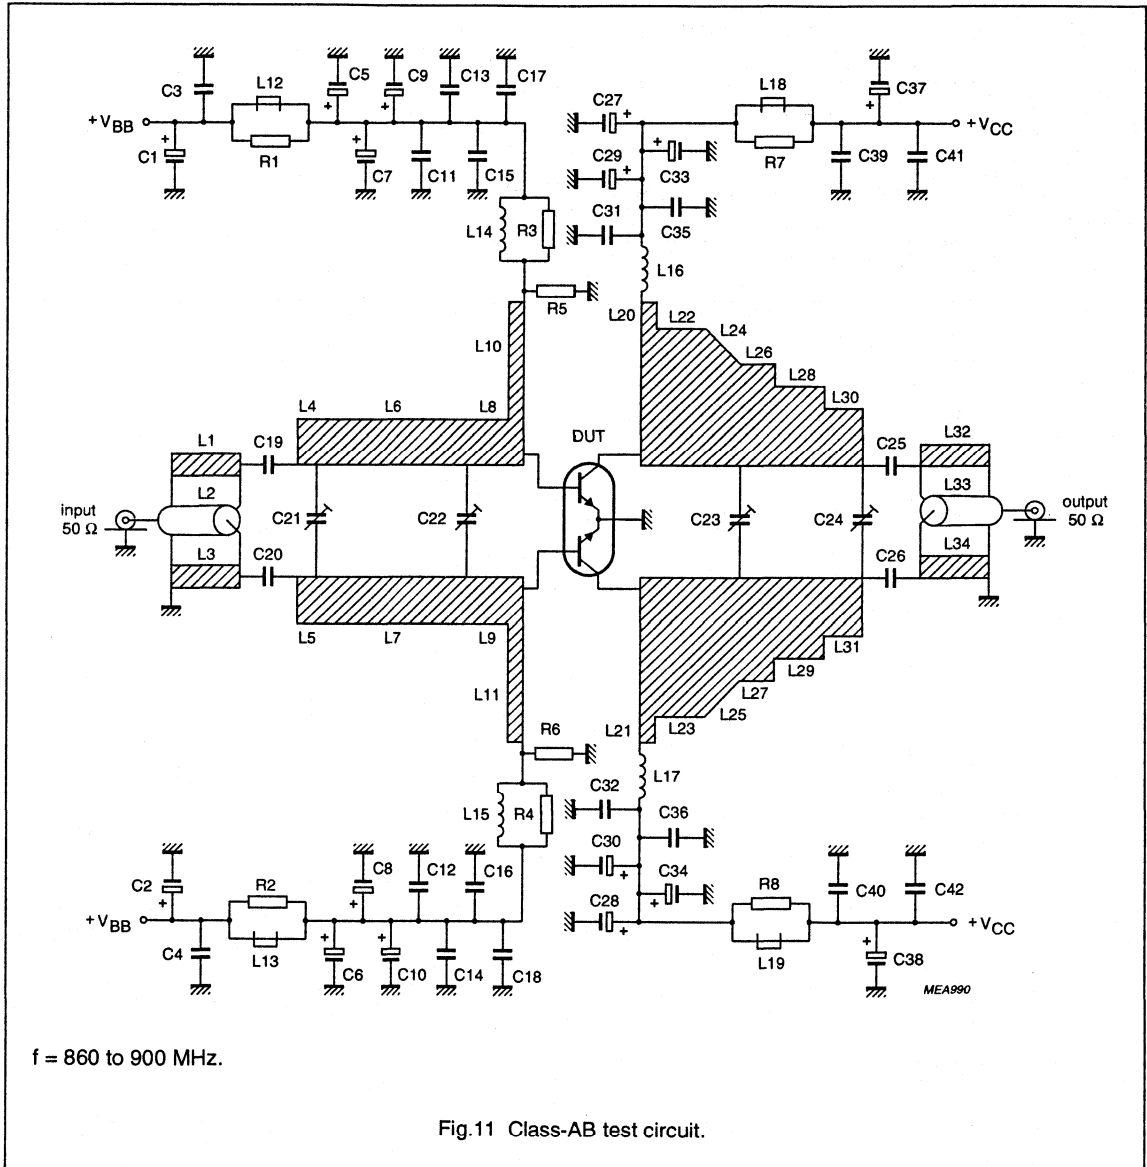 C3
L12
C5
C9
C13
C17
+VBB
C1
R1
+
+
+
+
C7
C11
C15
L14
R3
R5
L10
C27
+
C29
+
C31
+
C33
C35
L16
L18
R7
C37
+
C39
C41
+VCC
L20
L22
L24
L26
L28
L30
L4
L6
L8
L1
C19
L2
input
50 Ω
L3
C20
C21
C22
DUT
C23
C24
C25
L32
L33
output
50 Ω
C26
L34
L5
L7
L9
L11
L31
L29
L27
L25
L23
L21
R6
L17
L15
R4
C32
C36
C30
+
C34
+
C28
+
C2
+
+VBB
C4
R2
L13
C8
+
C12
C16
+
C6
+
C10
C14
C18
R8
L19
C40
C42
+
C38
+VCC
MEA990
f = 860 to 900 MHz.
Fig.11 Class-AB test circuit.